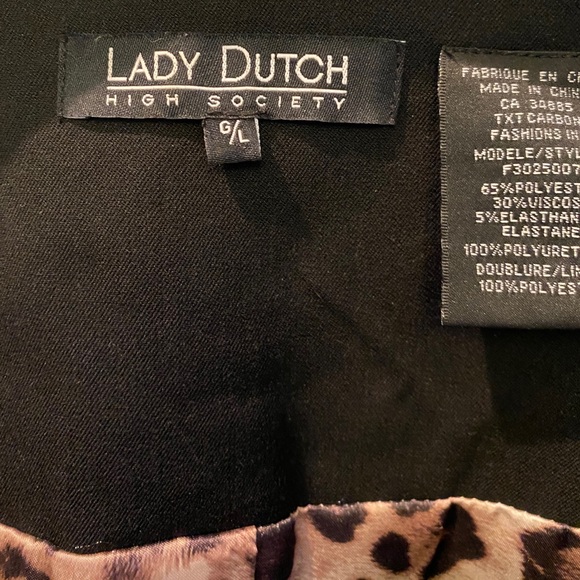 LADY DUTCH
HIGH SOCIETY
G/L
FABRIQUE EN
MADE IN CHIN
CA 34885
TXT CARBON
FASHIONS IN
MODELE/STYL
F3025007
65%POLYEST
30%VISCOS
5%ELASTHAN
ELASTANE
100%POLYURET
DOUBLURE/LIN
100%POLYEST